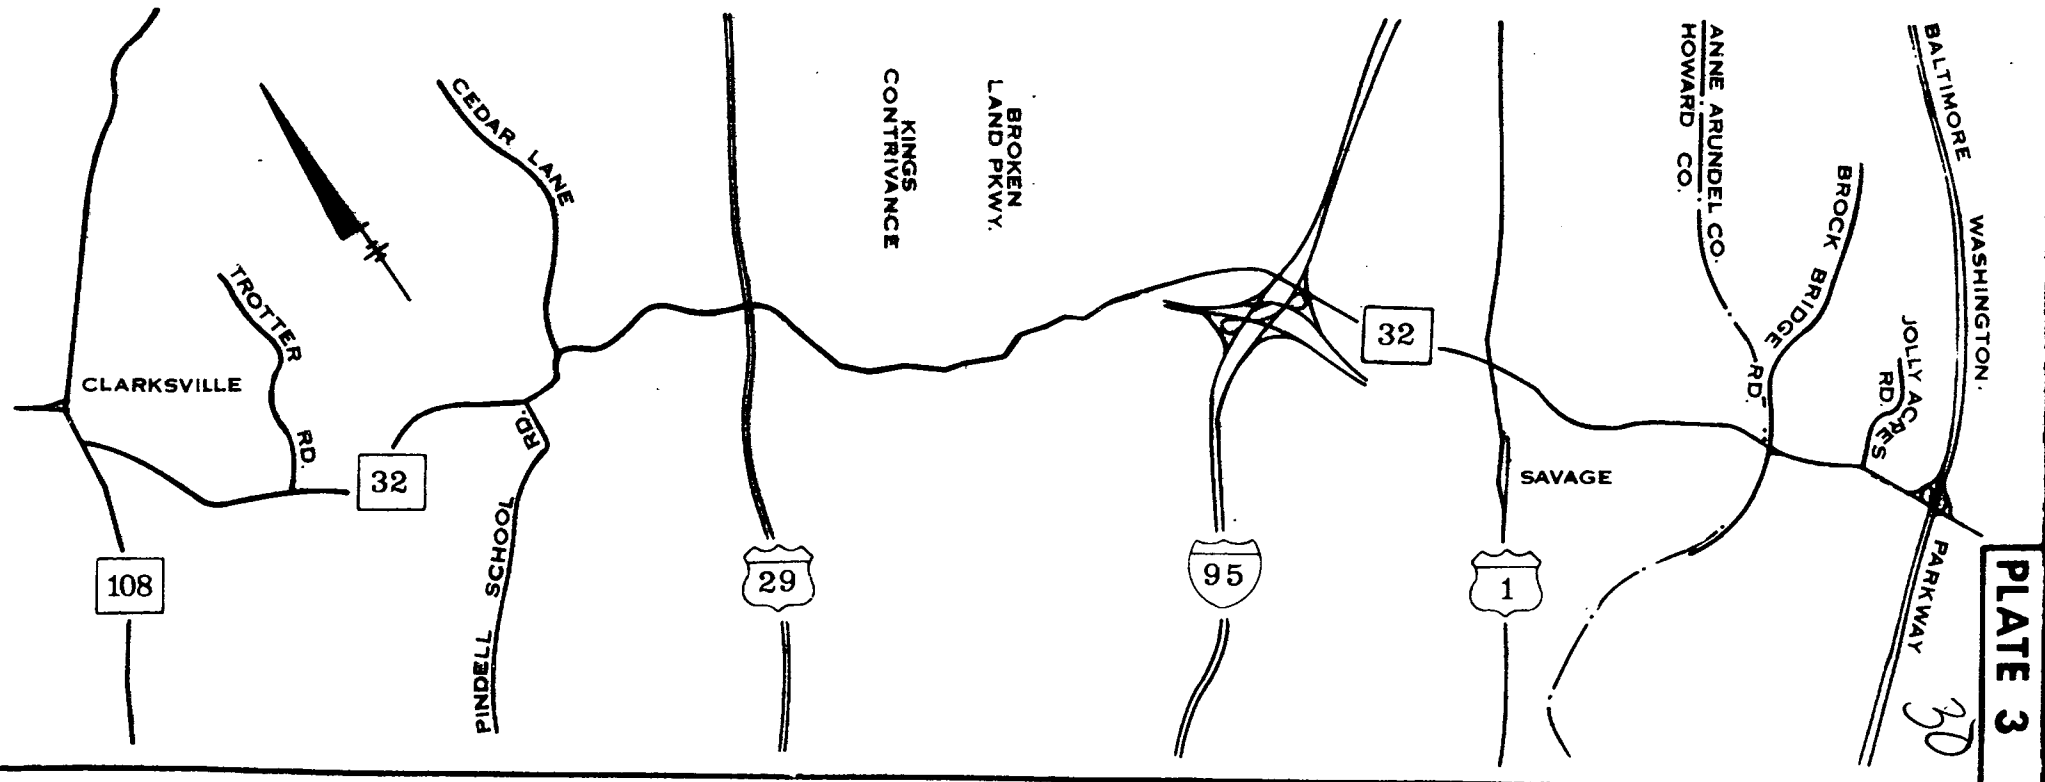 CLARKSVILLE
108
TROTTER
RD.
32
CEDAR LANE
RD.
PINDELL SCHOOL
29
KINGS
CONTRIVANCE
BROKEN
LAND PKWY.
95
32
1
SAVAGE
ANNE ARUNDEL CO.
HOWARD CO.
BROCK BRIDGE
RD.
JOLLY ACRES
RD.
BALTIMORE WASHINGTON
PARKWAY
PLATE 3
30